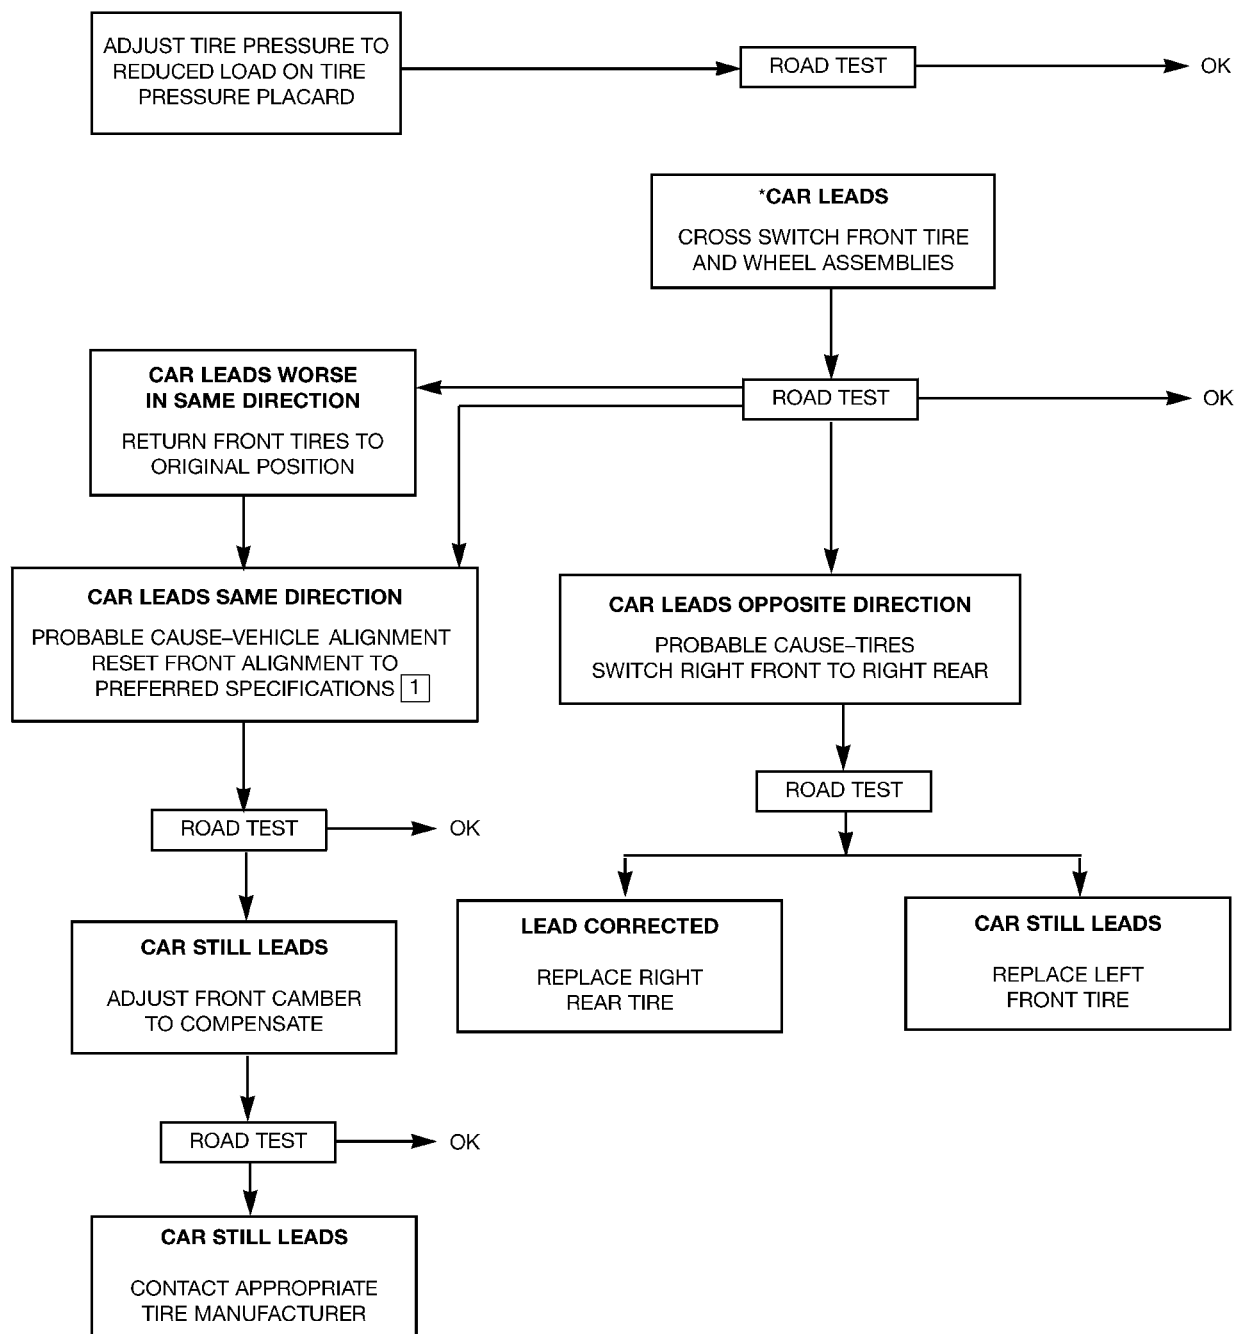 ADJUST TIRE PRESSURE TO
REDUCED LOAD ON TIRE
PRESSURE PLACARD
ROAD TEST
OK
*CAR LEADS
CROSS SWITCH FRONT TIRE
AND WHEEL ASSEMBLIES
CAR LEADS WORSE
IN SAME DIRECTION
RETURN FRONT TIRES TO
ORIGINAL POSITION
ROAD TEST
OK
CAR LEADS SAME DIRECTION
PROBABLE CAUSE–VEHICLE ALIGNMENT
RESET FRONT ALIGNMENT TO
PREFERRED SPECIFICATIONS 1
CAR LEADS OPPOSITE DIRECTION
PROBABLE CAUSE–TIRES
SWITCH RIGHT FRONT TO RIGHT REAR
ROAD TEST
OK
ROAD TEST
CAR STILL LEADS
ADJUST FRONT CAMBER
TO COMPENSATE
LEAD CORRECTED
REPLACE RIGHT
REAR TIRE
CAR STILL LEADS
REPLACE LEFT
FRONT TIRE
ROAD TEST
OK
CAR STILL LEADS
CONTACT APPROPRIATE
TIRE MANUFACTURER